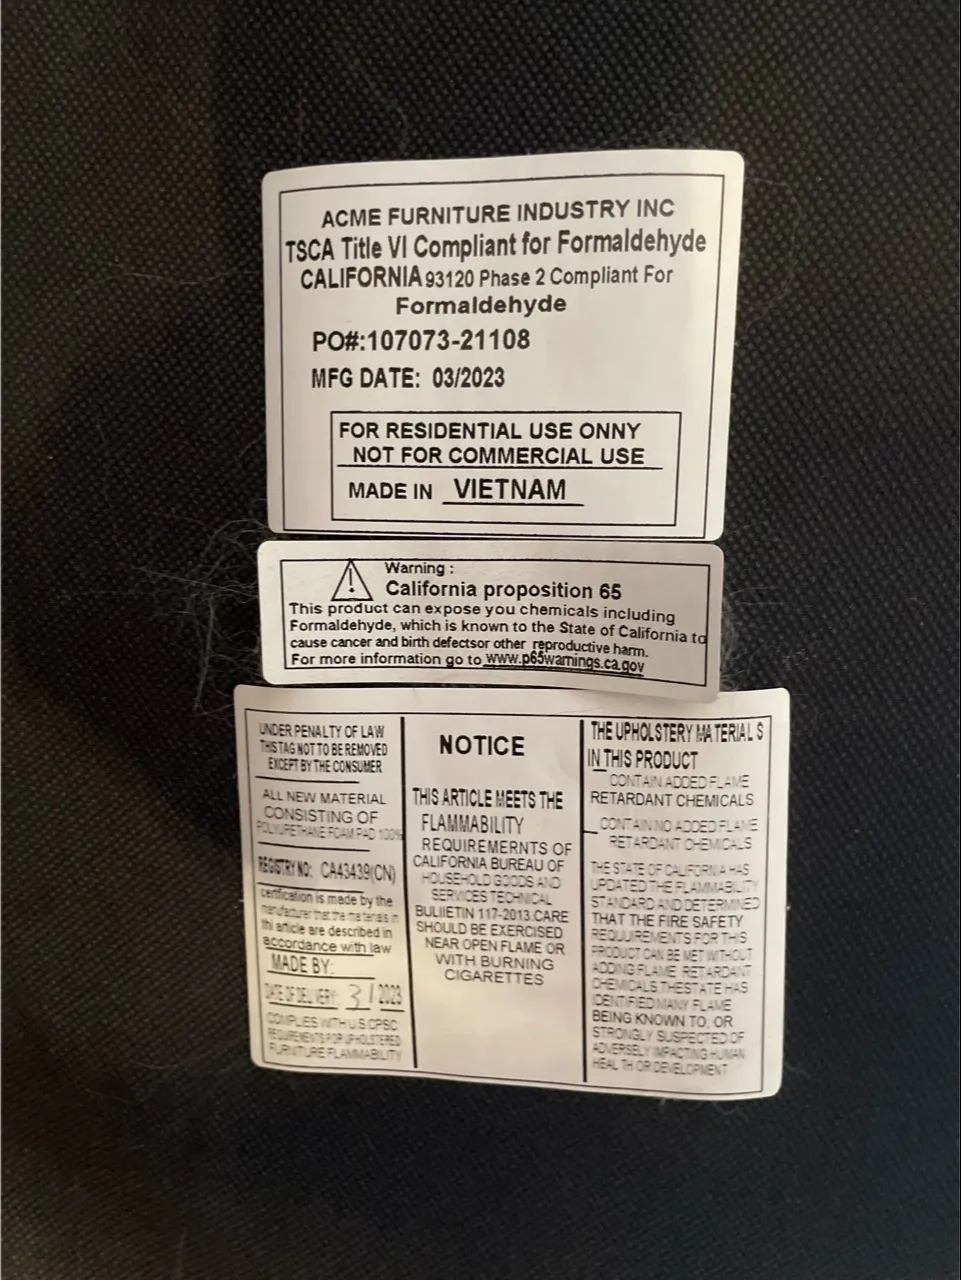 ACME FURNITURE INDUSTRY INC
TSCA Title VI Compliant for Formaldehyde
CALIFORNIA 93120 Phase 2 Compliant For
Formaldehyde
PO#:107073-21108
MFG DATE: 03/2023
FOR RESIDENTIAL USE ONNY
NOT FOR COMMERCIAL USE
MADE IN VIETNAM
Warning :
California proposition 65
This product can expose you chemicals including
Formaldehyde, which is known to the State of California to
cause cancer and birth defectsor other reproductive harm.
For more information go to www.p65warnings.ca.gov
UNDER PENALTY OF LAW
THIS TAG NOT TO BE REMOVED
EXCEPT BY THE CONSUMER
ALL NEW MATERIAL
CONSISTING OF
POLYURETHANE FOAM PAD 100%
REGISTRY NO: CA43439(CN)
certification is made by the
manufacturer that the materials in
thi article are described in
accordance with law
MADE BY:
DATE OF DELIVERY: 3 / 2023
COMPLIES WITH U.S CPSC
REQUIREMENTS FOR UPHOLSTERED
FURNITURE FLAMMABILITY
NOTICE
THIS ARTICLE MEETS THE
FLAMMABILITY
REQUIREMERNTS OF
CALIFORNIA BUREAU OF
HOUSEHOLD GOODS AND
SERVICES TECHNICAL
BULIIETIN 117-2013.CARE
SHOULD BE EXERCISED
NEAR OPEN FLAME OR
WITH BURNING
CIGARETTES
THE UPHOLSTERY MATERIALS
IN THIS PRODUCT
CONTAIN ADDED FLAME
RETARDANT CHEMICALS
CONTAIN NO ADDED FLAME
RETARDANT CHEMICALS
THE STATE OF CALIFORNIA HAS
UPDATED THE FLAMMABILITY
STANDARD AND DETERMINED
THAT THE FIRE SAFETY
REQUUIREMENTS FOR THIS
PRODUCT CAN BE MET WITHOUT
ADDING FLAME RETARDANT
CHEMICALS.THESTATE HAS
IDENTIFIED MANY FLAME
BEING KNOWN TO, OR
STRONGLY SUSPECTED OF
ADVERSELY IMPACTING HUMAN
HEALTH OR DEVELOPMENT